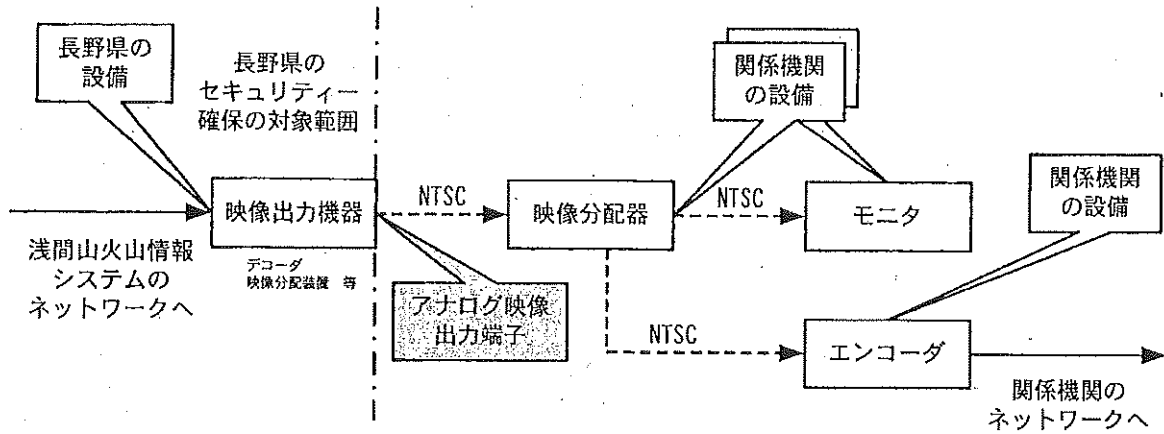 長野県の
設備
長野県の
セキュリティー
確保の対象範囲
関係機関
の設備
関係機関
の設備
映像出力機器
NTSC
映像分配器
NTSC
モニタ
浅間山火山情報
システムの
ネットワークへ
デコーダ
映像分配装置　等
アナログ映像
出力端子
NTSC
エンコーダ
関係機関の
ネットワークへ